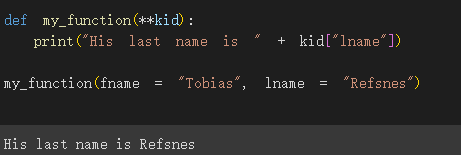 def my_function(**kid):
    print("His last name is " + kid["lname"])
my_function(fname = "Tobias", lname = "Refsnes")
His last name is Refsnes